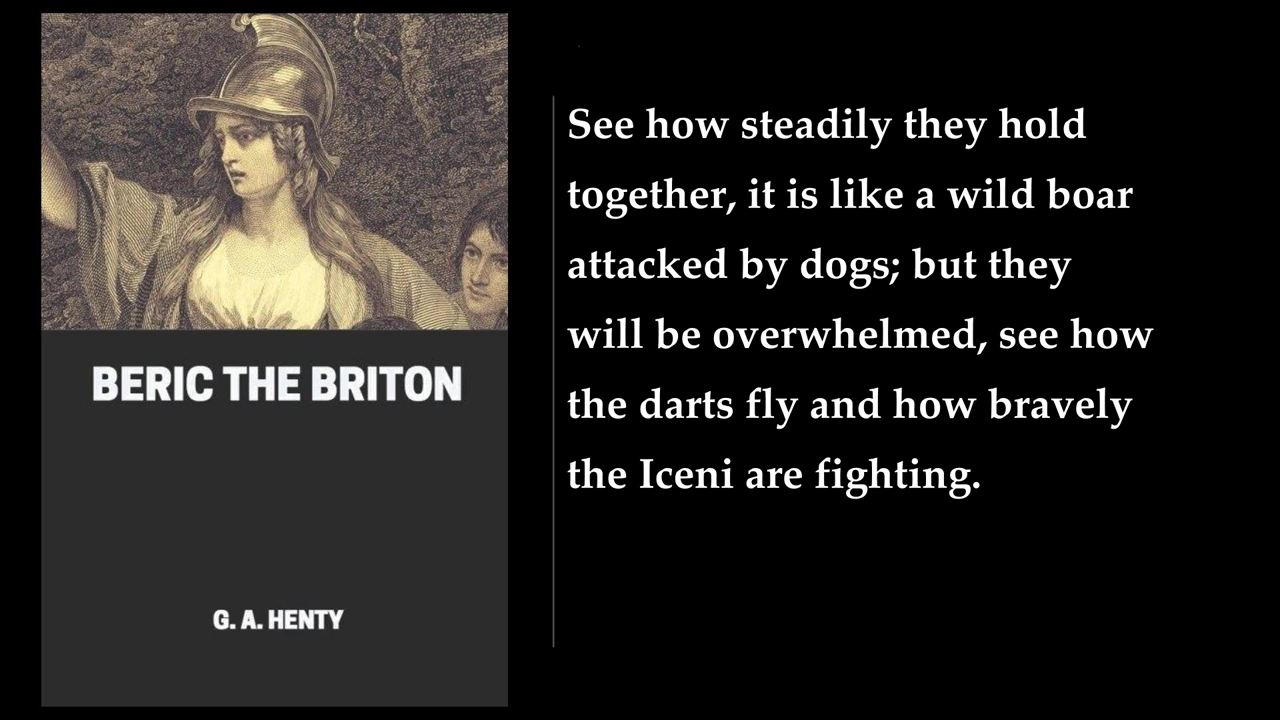 BERIC THE BRITON
G. A. HENTY
See how steadily they hold
together, it is like a wild boar
attacked by dogs; but they
will be overwhelmed, see how
the darts fly and how bravely
the Iceni are fighting.